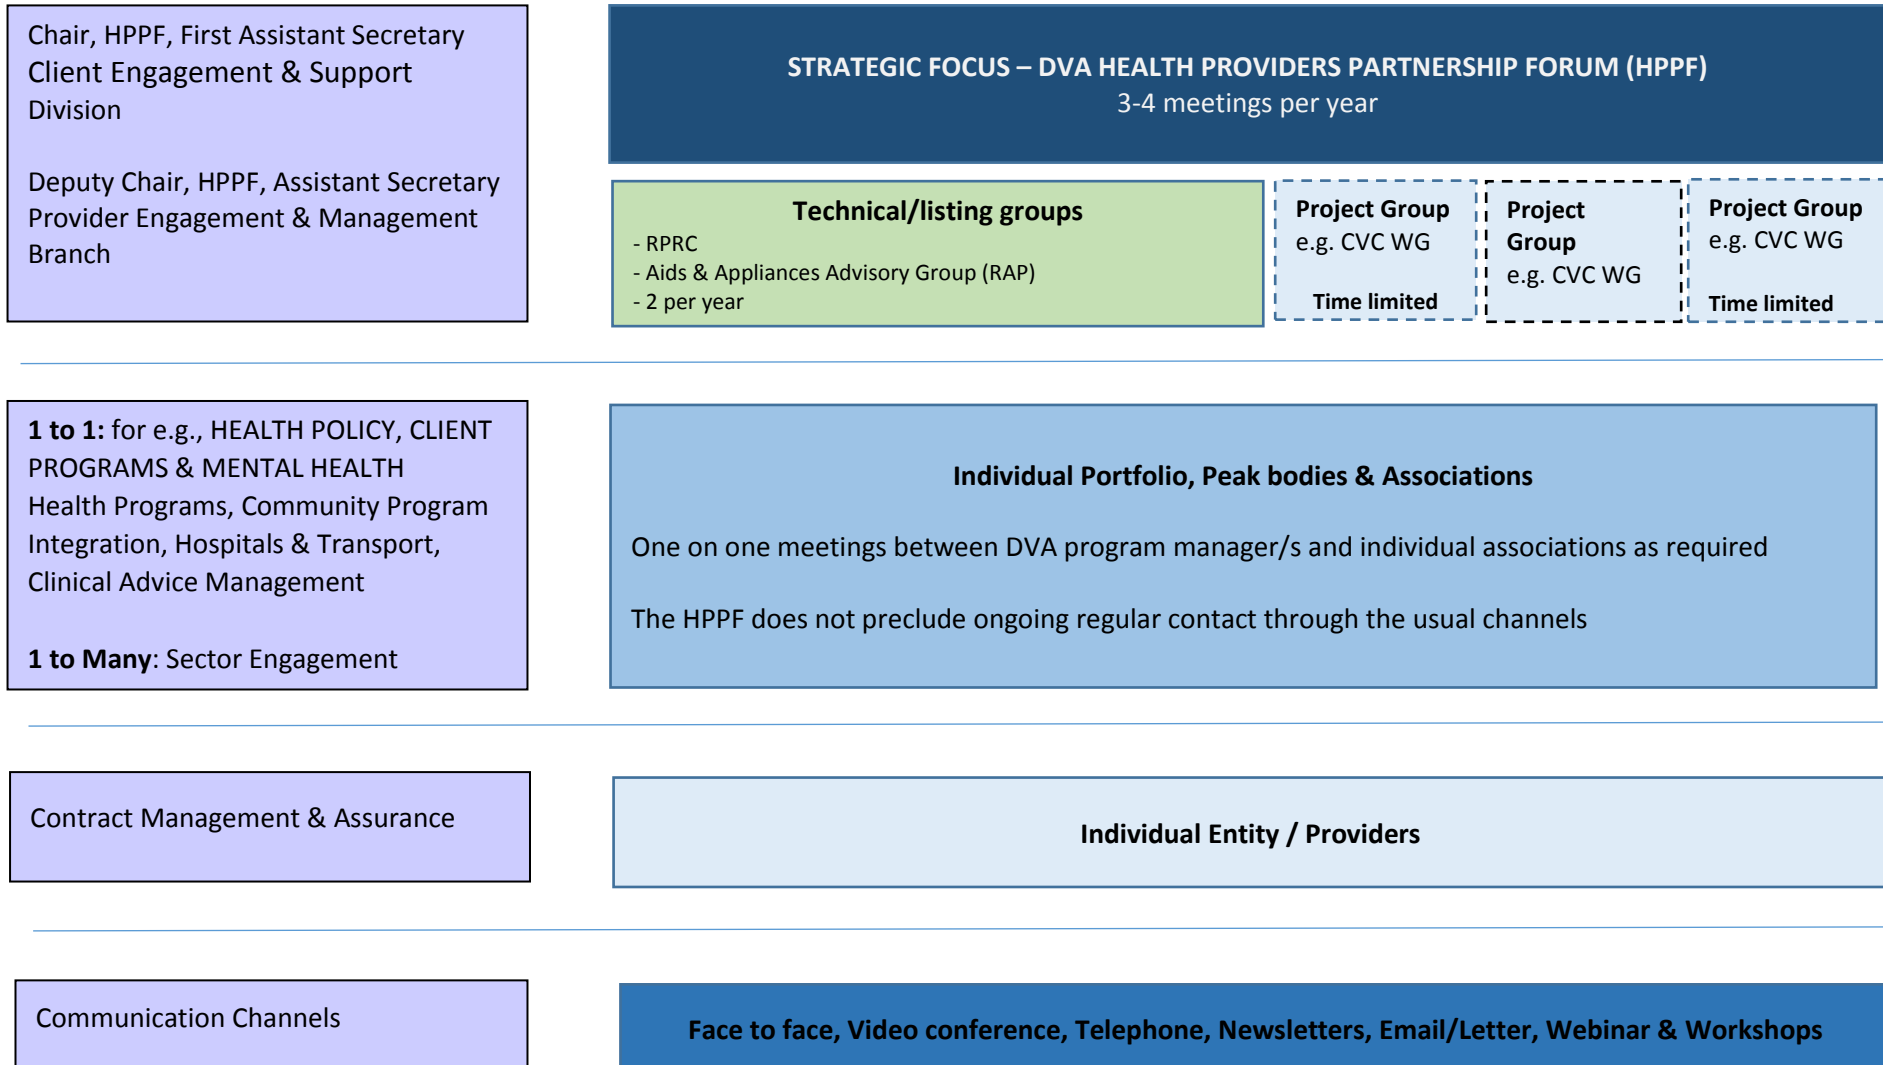 Chair, HPPF, First Assistant Secretary
Client Engagement & Support
Division
Deputy Chair, HPPF, Assistant Secretary
Provider Engagement & Management
Branch
STRATEGIC FOCUS – DVA HEALTH PROVIDERS PARTNERSHIP FORUM (HPPF)
3-4 meetings per year
Technical/listing groups
- RPRC
- Aids & Appliances Advisory Group (RAP)
- 2 per year
Project Group
e.g. CVC WG
Time limited
Project
Group
e.g. CVC WG
Project Group
e.g. CVC WG
Time limited
1 to 1: for e.g., HEALTH POLICY, CLIENT
PROGRAMS & MENTAL HEALTH
Health Programs, Community Program
Integration, Hospitals & Transport,
Clinical Advice Management
1 to Many: Sector Engagement
Individual Portfolio, Peak bodies & Associations
One on one meetings between DVA program manager/s and individual associations as required
The HPPF does not preclude ongoing regular contact through the usual channels
Contract Management & Assurance
Individual Entity / Providers
Communication Channels
Face to face, Video conference, Telephone, Newsletters, Email/Letter, Webinar & Workshops